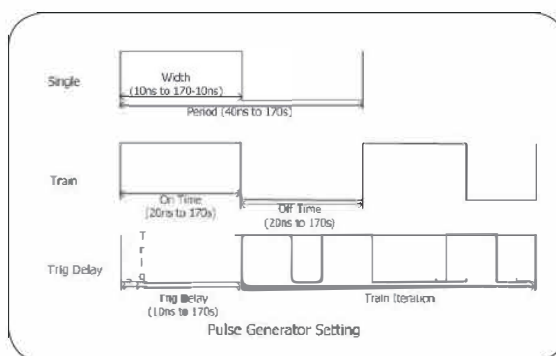 Single
Width
(10ns to 170-10ns)
Period (40ns to 170s)
Train
On Time
(20ns to 170s)
Off Time
(20ns to 170s)
Trig
Trig Delay
Trig Delay
(10ns to 170s)
Train Iteration
Pulse Generator Setting